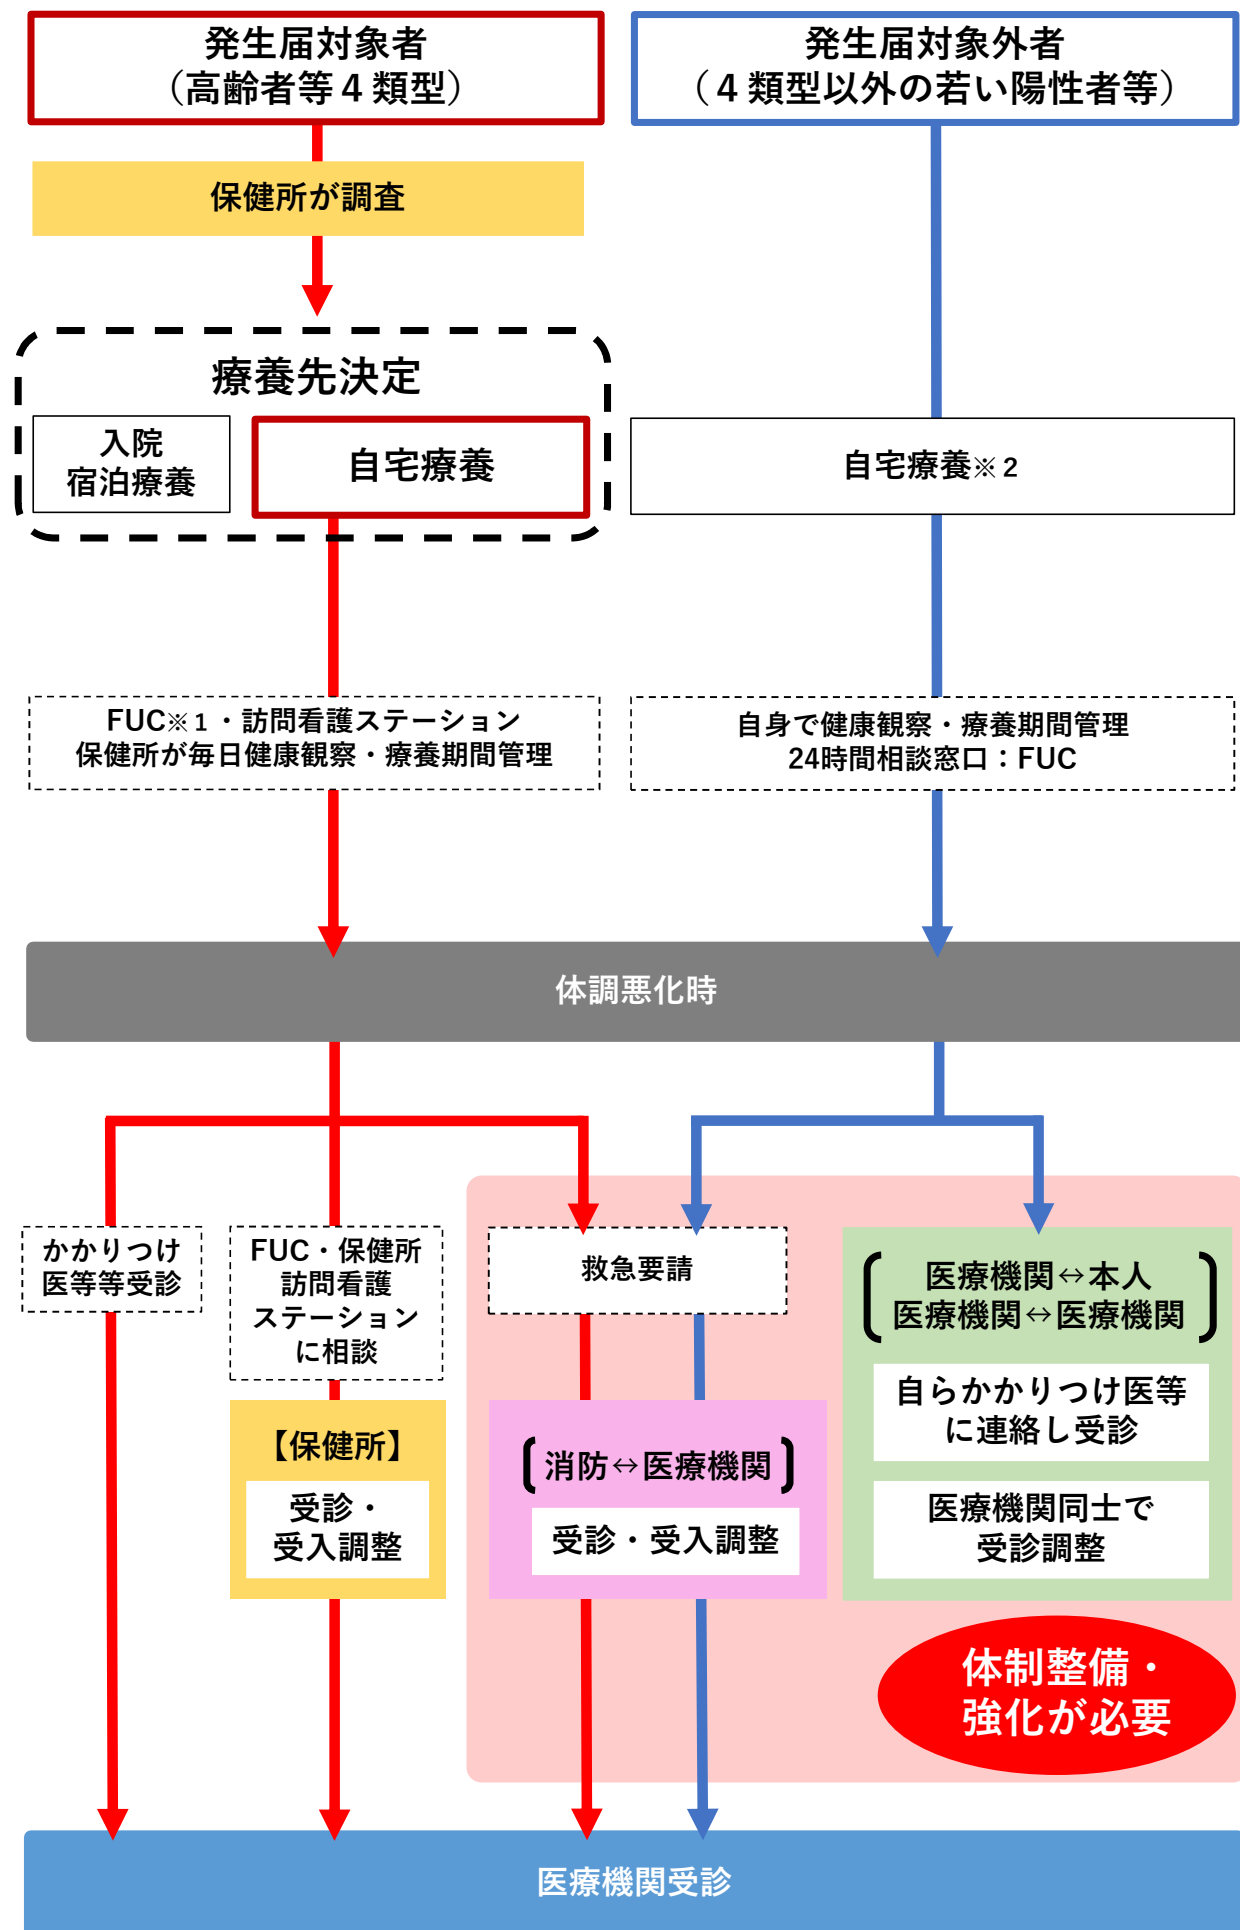 発生届対象者
（高齢者等４類型）
発生届対象外者
（４類型以外の若い陽性者等）
保健所が調査
療養先決定
入院
宿泊療養
自宅療養
自宅療養※２
FUC※１・訪問看護ステーション
保健所が毎日健康観察・療養期間管理
自身で健康観察・療養期間管理
24時間相談窓口：FUC
体調悪化時
かかりつけ
医等等受診
FUC・保健所
訪問看護
ステーション
に相談
【保健所】
受診・
受入調整
救急要請
消防↔医療機関
受診・受入調整
医療機関↔本人
医療機関↔医療機関
自らかかりつけ医等
に連絡し受診
医療機関同士で
受診調整
体制整備・
強化が必要
医療機関受診